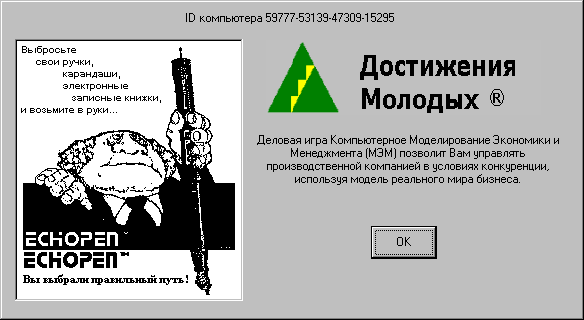 ID компьютера 59777-53139-47309-15295
Выбросьте
свои ручки,
карандаши,
электронные
записные книжки,
и возьмите в руки...
ECHOPEN
ECHOPEN™
Вы выбрали правильный путь!
Достижения
Молодых ®
Деловая игра Компьютерное Моделирование Экономики и
Менеджмента (МЭМ) позволит Вам управлять
производственной компанией в условиях конкуренции,
используя модель реального мира бизнеса.
OK